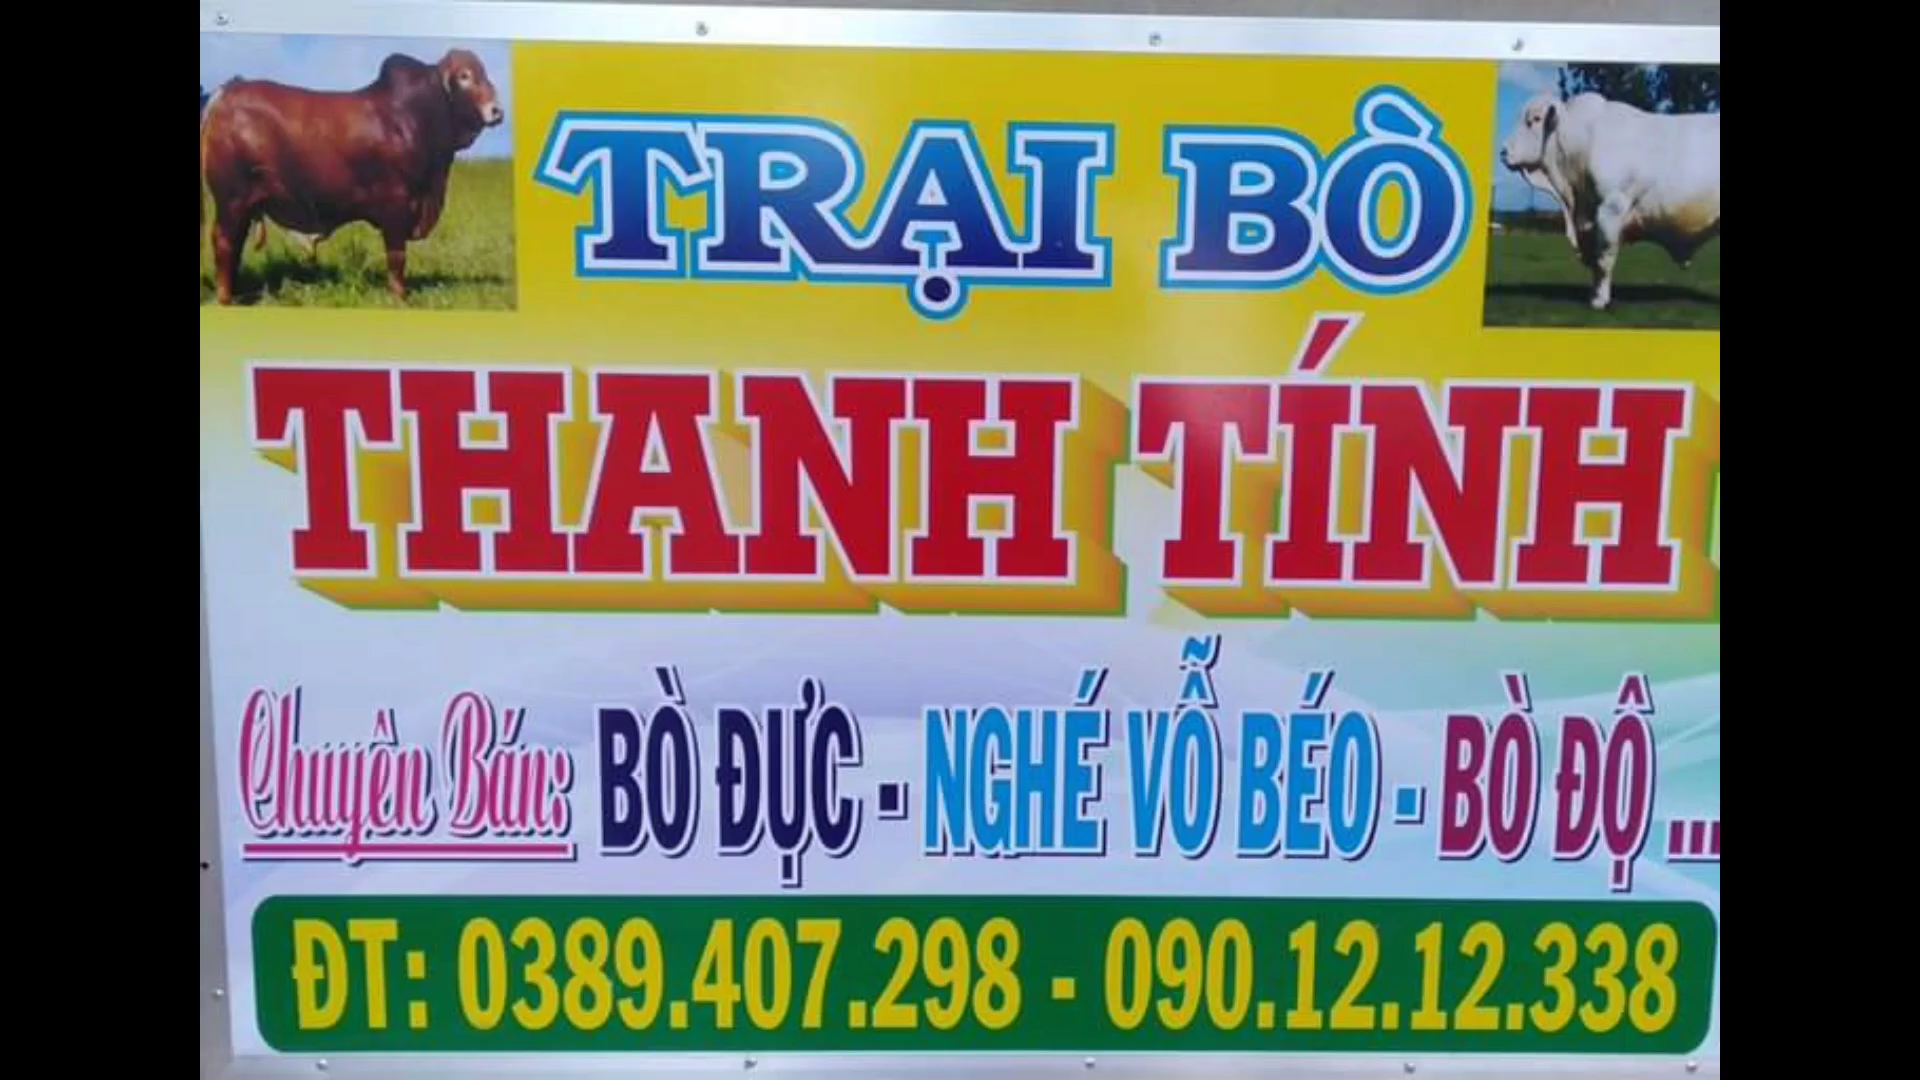 TRẠI BÒ
THANH TÍNH
Chuyên Bán: BÒ ĐỰC - NGHÉ VỖ BÉO - BÒ ĐỘ ...
ĐT: 0389.407.298 - 090.12.12.338